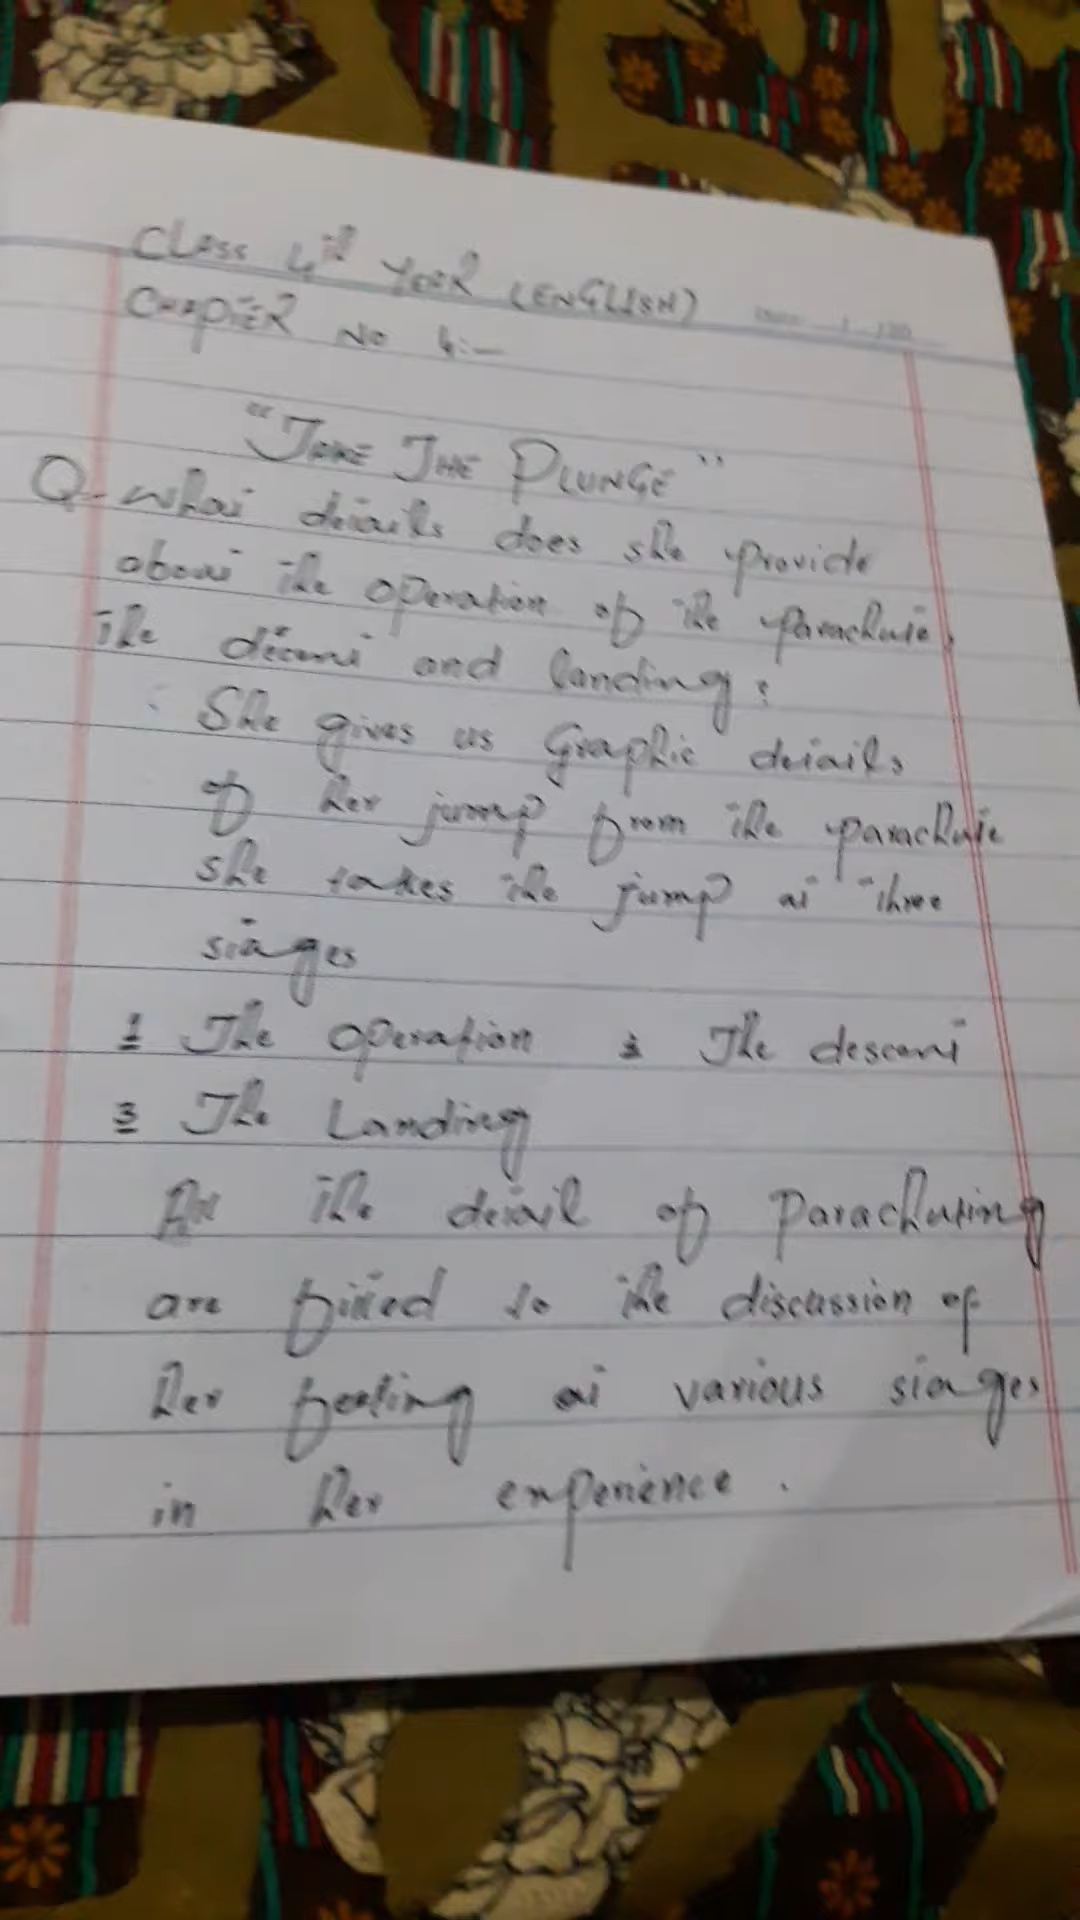 CLASS 4th YEAR (ENGLISH)
CHAPTER NO 4:-
"TAKE THE PLUNGE"
Q- what details does she provide
about the operation of the parachute,
the decent and landing?
She gives us Graphic details
of her jump from the parachute
she takes the jump at three
stages
1 The operation 2 The descent
3 The Landing
All the detail of Parachuting
are fitted to the discussion of
her feeling at various stages
in her experience .